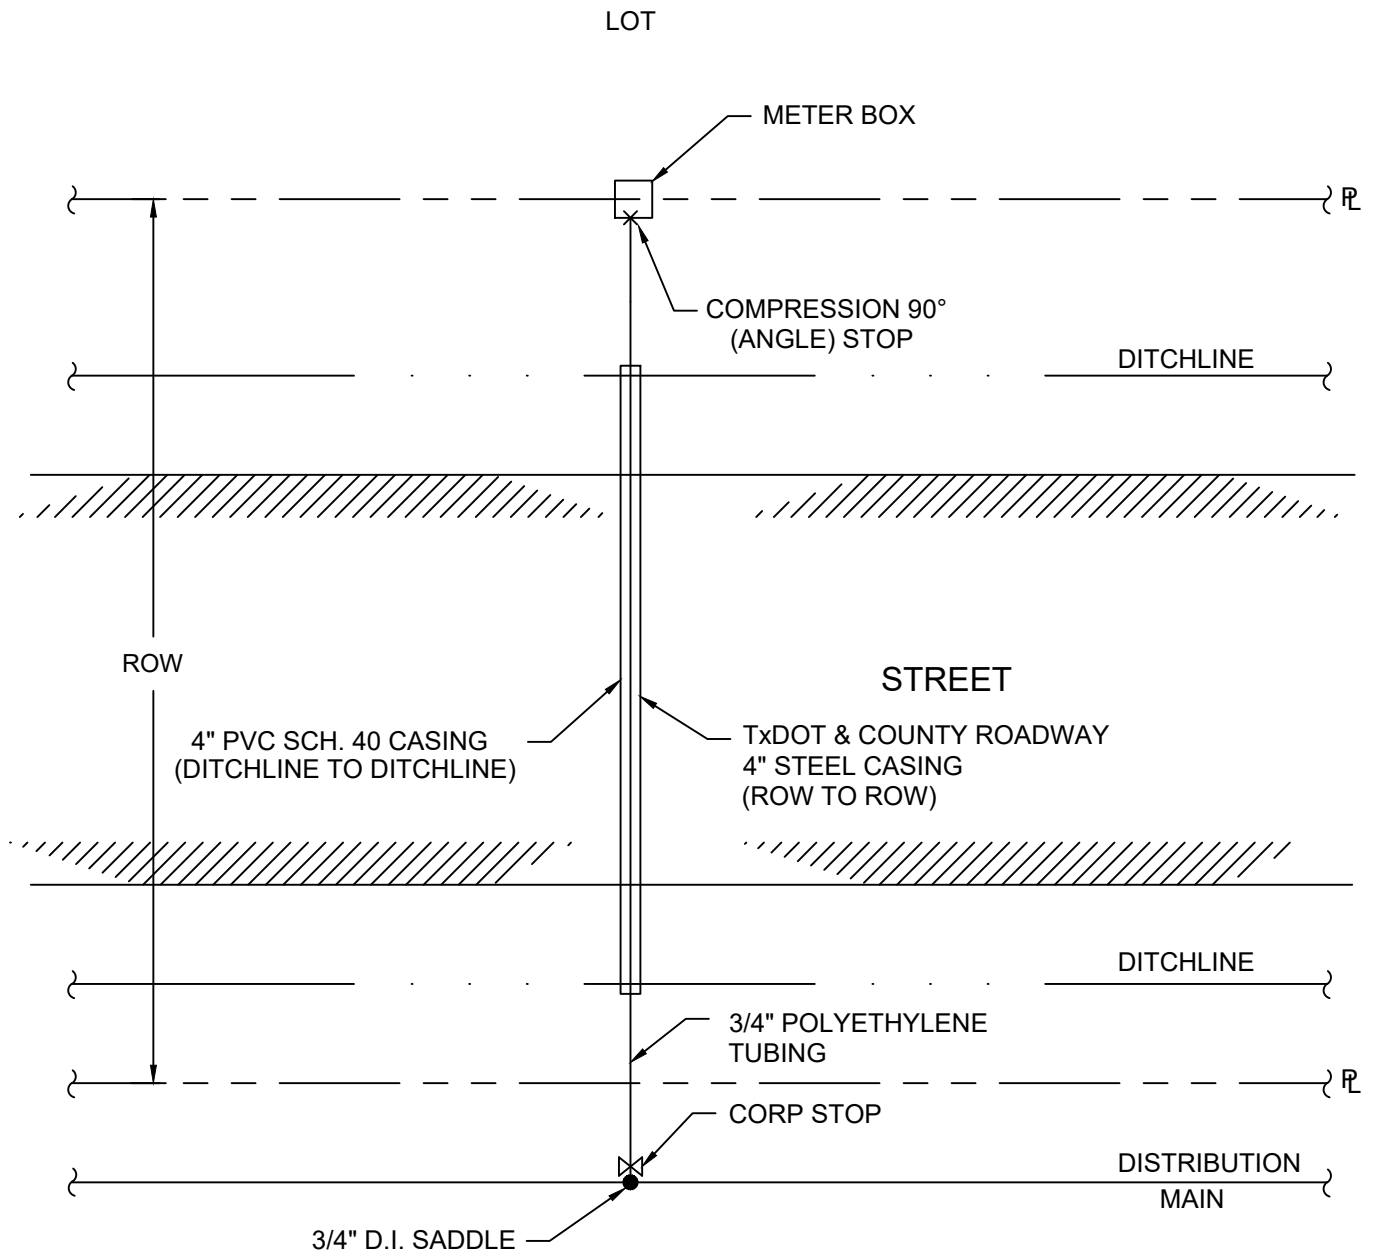 LOT
METER BOX
℄
COMPRESSION 90°
(ANGLE) STOP
DITCHLINE
ROW
STREET
4" PVC SCH. 40 CASING
(DITCHLINE TO DITCHLINE)
TxDOT & COUNTY ROADWAY
4" STEEL CASING
(ROW TO ROW)
DITCHLINE
3/4" POLYETHYLENE
TUBING
℄
CORP STOP
DISTRIBUTION
MAIN
3/4" D.I. SADDLE